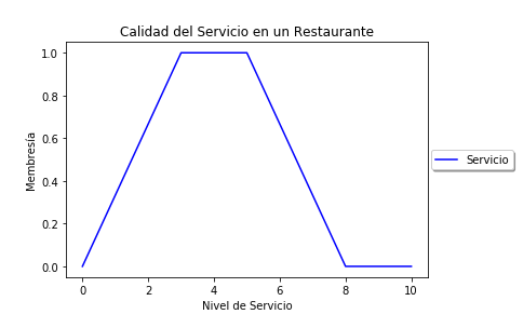 Calidad del Servicio en un Restaurante
1.0
0.8
0.6
0.4
0.2
0.0
Membresía
Servicio
0 2 4 6 8 10
Nivel de Servicio